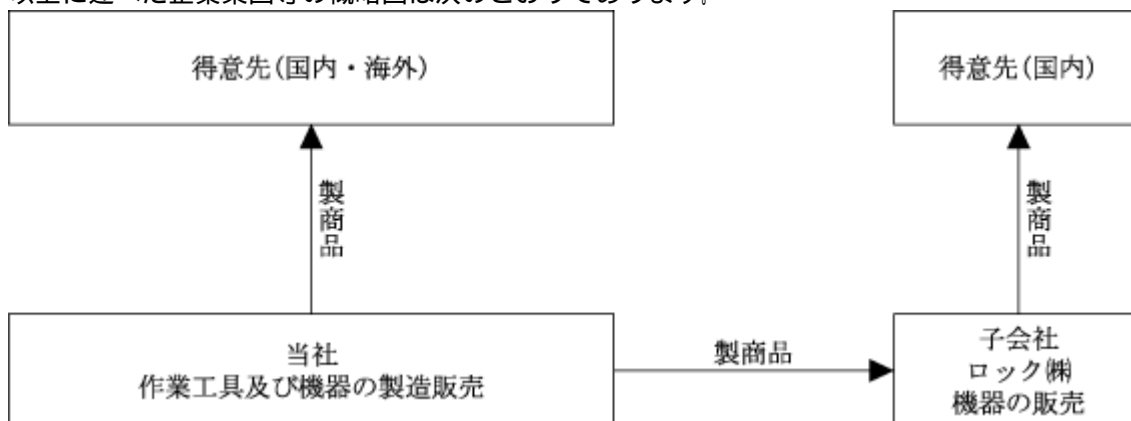 得意先(国内・海外)
得意先(国内)
製商品
製商品
当社
作業工具及び機器の製造販売
製商品
子会社
ロック㈱
機器の販売